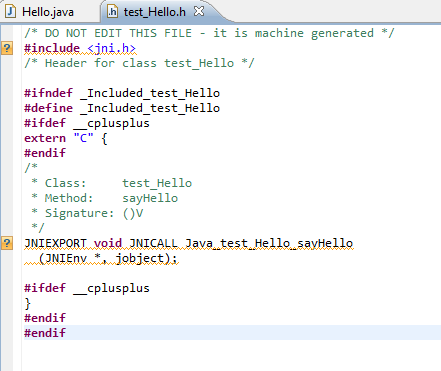 Hello.java test_Hello.h
/* DO NOT EDIT THIS FILE - it is machine generated */
#include <jni.h>
/* Header for class test_Hello */
#ifndef _Included_test_Hello
#define _Included_test_Hello
#ifdef __cplusplus
extern "C" {
#endif
/*
 * Class:     test_Hello
 * Method:    sayHello
 * Signature: ()V
 */
JNIEXPORT void JNICALL Java_test_Hello_sayHello
  (JNIEnv *, jobject);
#ifdef __cplusplus
}
#endif
#endif